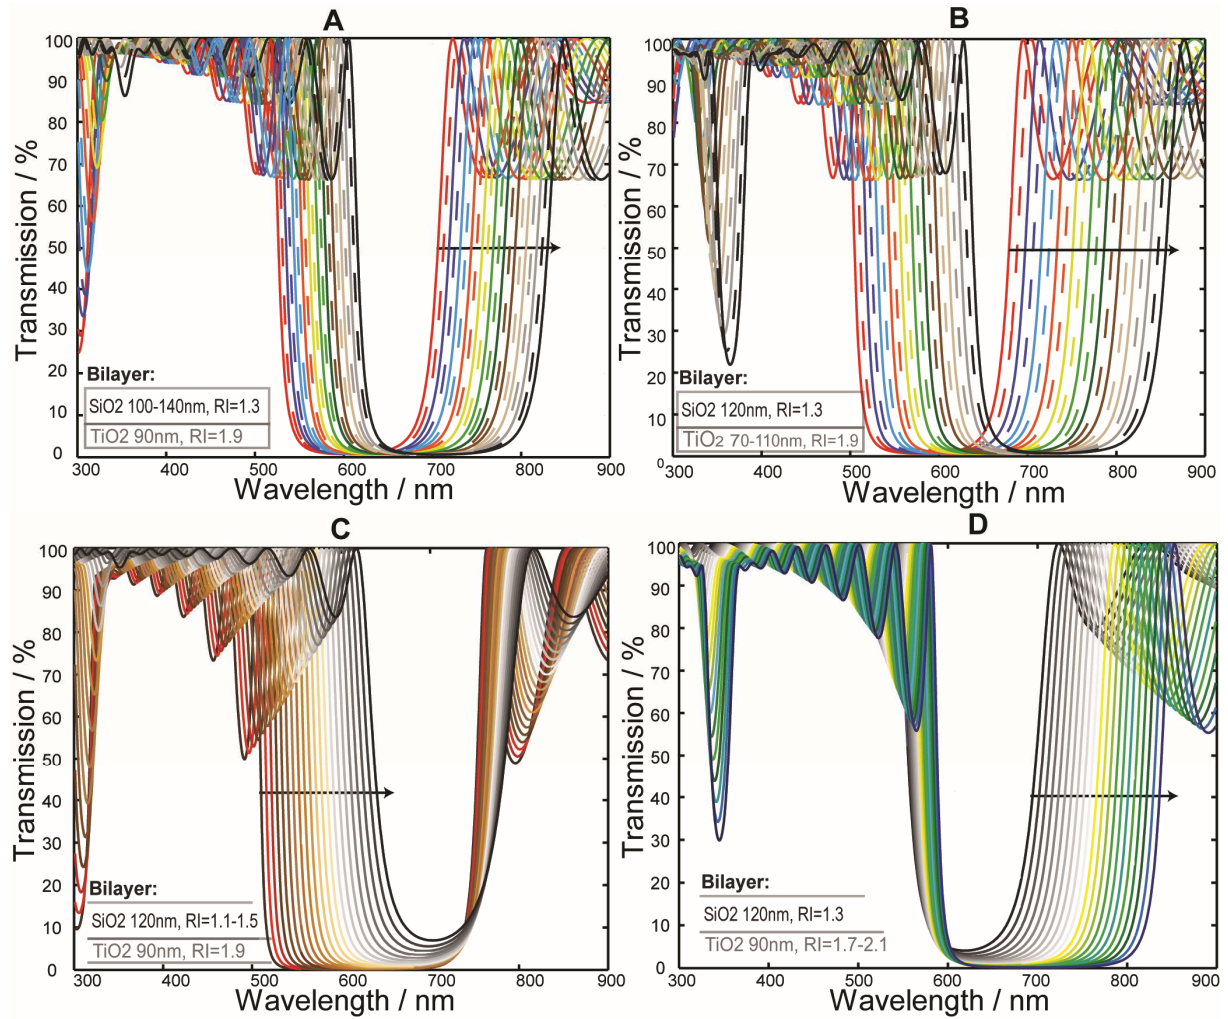 A
B
100
90
80
70
60
50
40
30
20
10
0
Transmission / %
Bilayer:
SiO2 100-140nm, RI=1.3
TiO2 90nm, RI=1.9
300 400 500 600 700 800 900
Wavelength / nm
100
90
80
70
60
50
40
30
20
10
0
Transmission / %
Bilayer:
SiO2 120nm, RI=1.3
TiO2 70-110nm, RI=1.9
300 400 500 600 700 800 900
Wavelength / nm
C
D
100
90
80
70
60
50
40
30
20
10
0
Transmission / %
Bilayer:
SiO2 120nm, RI=1.1-1.5
TiO2 90nm, RI=1.9
300 400 500 600 700 800 900
Wavelength / nm
100
90
80
70
60
50
40
30
20
10
0
Transmission / %
Bilayer:
SiO2 120nm, RI=1.3
TiO2 90nm, RI=1.7-2.1
300 400 500 600 700 800 900
Wavelength / nm